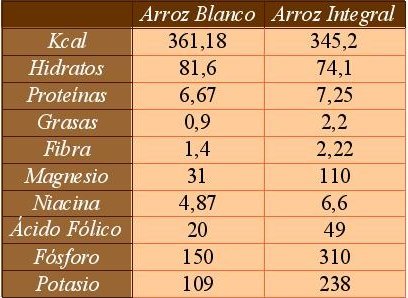 Arroz Blanco Arroz Integral
Kcal 361,18 345,2
Hidratos 81,6 74,1
Proteínas 6,67 7,25
Grasas 0,9 2,2
Fibra 1,4 2,22
Magnesio 31 110
Niacina 4,87 6,6
Ácido Fólico 20 49
Fósforo 150 310
Potasio 109 238